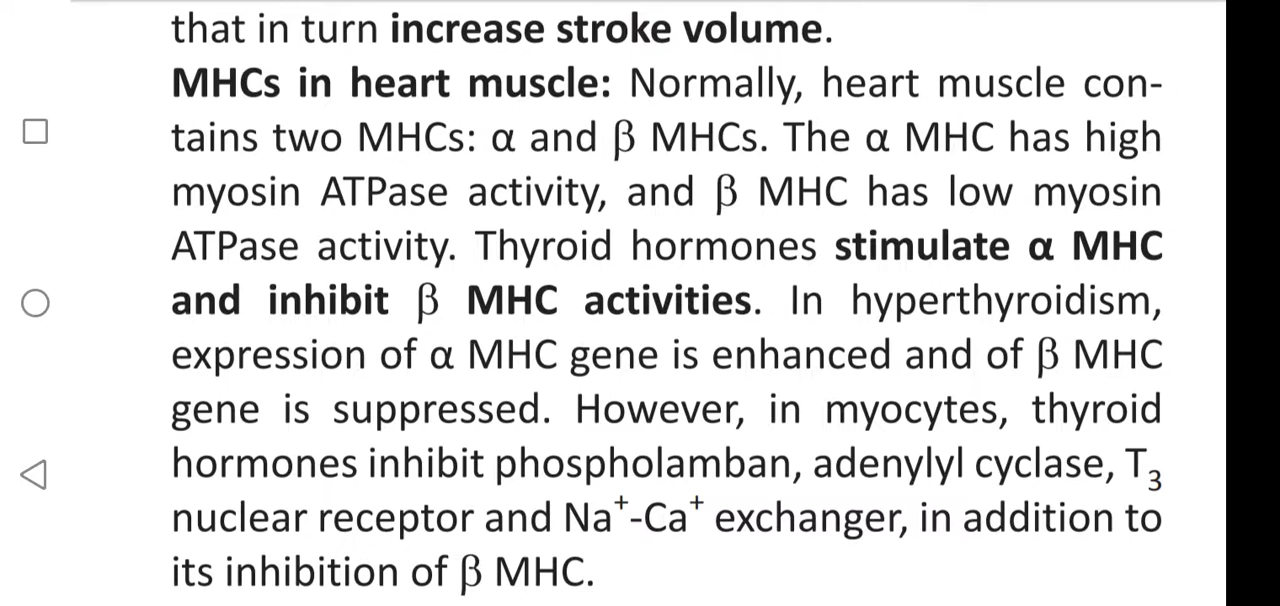 that in turn increase stroke volume.
MHCs in heart muscle: Normally, heart muscle con-
tains two MHCs: α and β MHCs. The α MHC has high
myosin ATPase activity, and β MHC has low myosin
ATPase activity. Thyroid hormones stimulate α MHC
and inhibit β MHC activities. In hyperthyroidism,
expression of α MHC gene is enhanced and of β MHC
gene is suppressed. However, in myocytes, thyroid
hormones inhibit phospholamban, adenylyl cyclase, T₃
nuclear receptor and Na⁺-Ca⁺ exchanger, in addition to
its inhibition of β MHC.